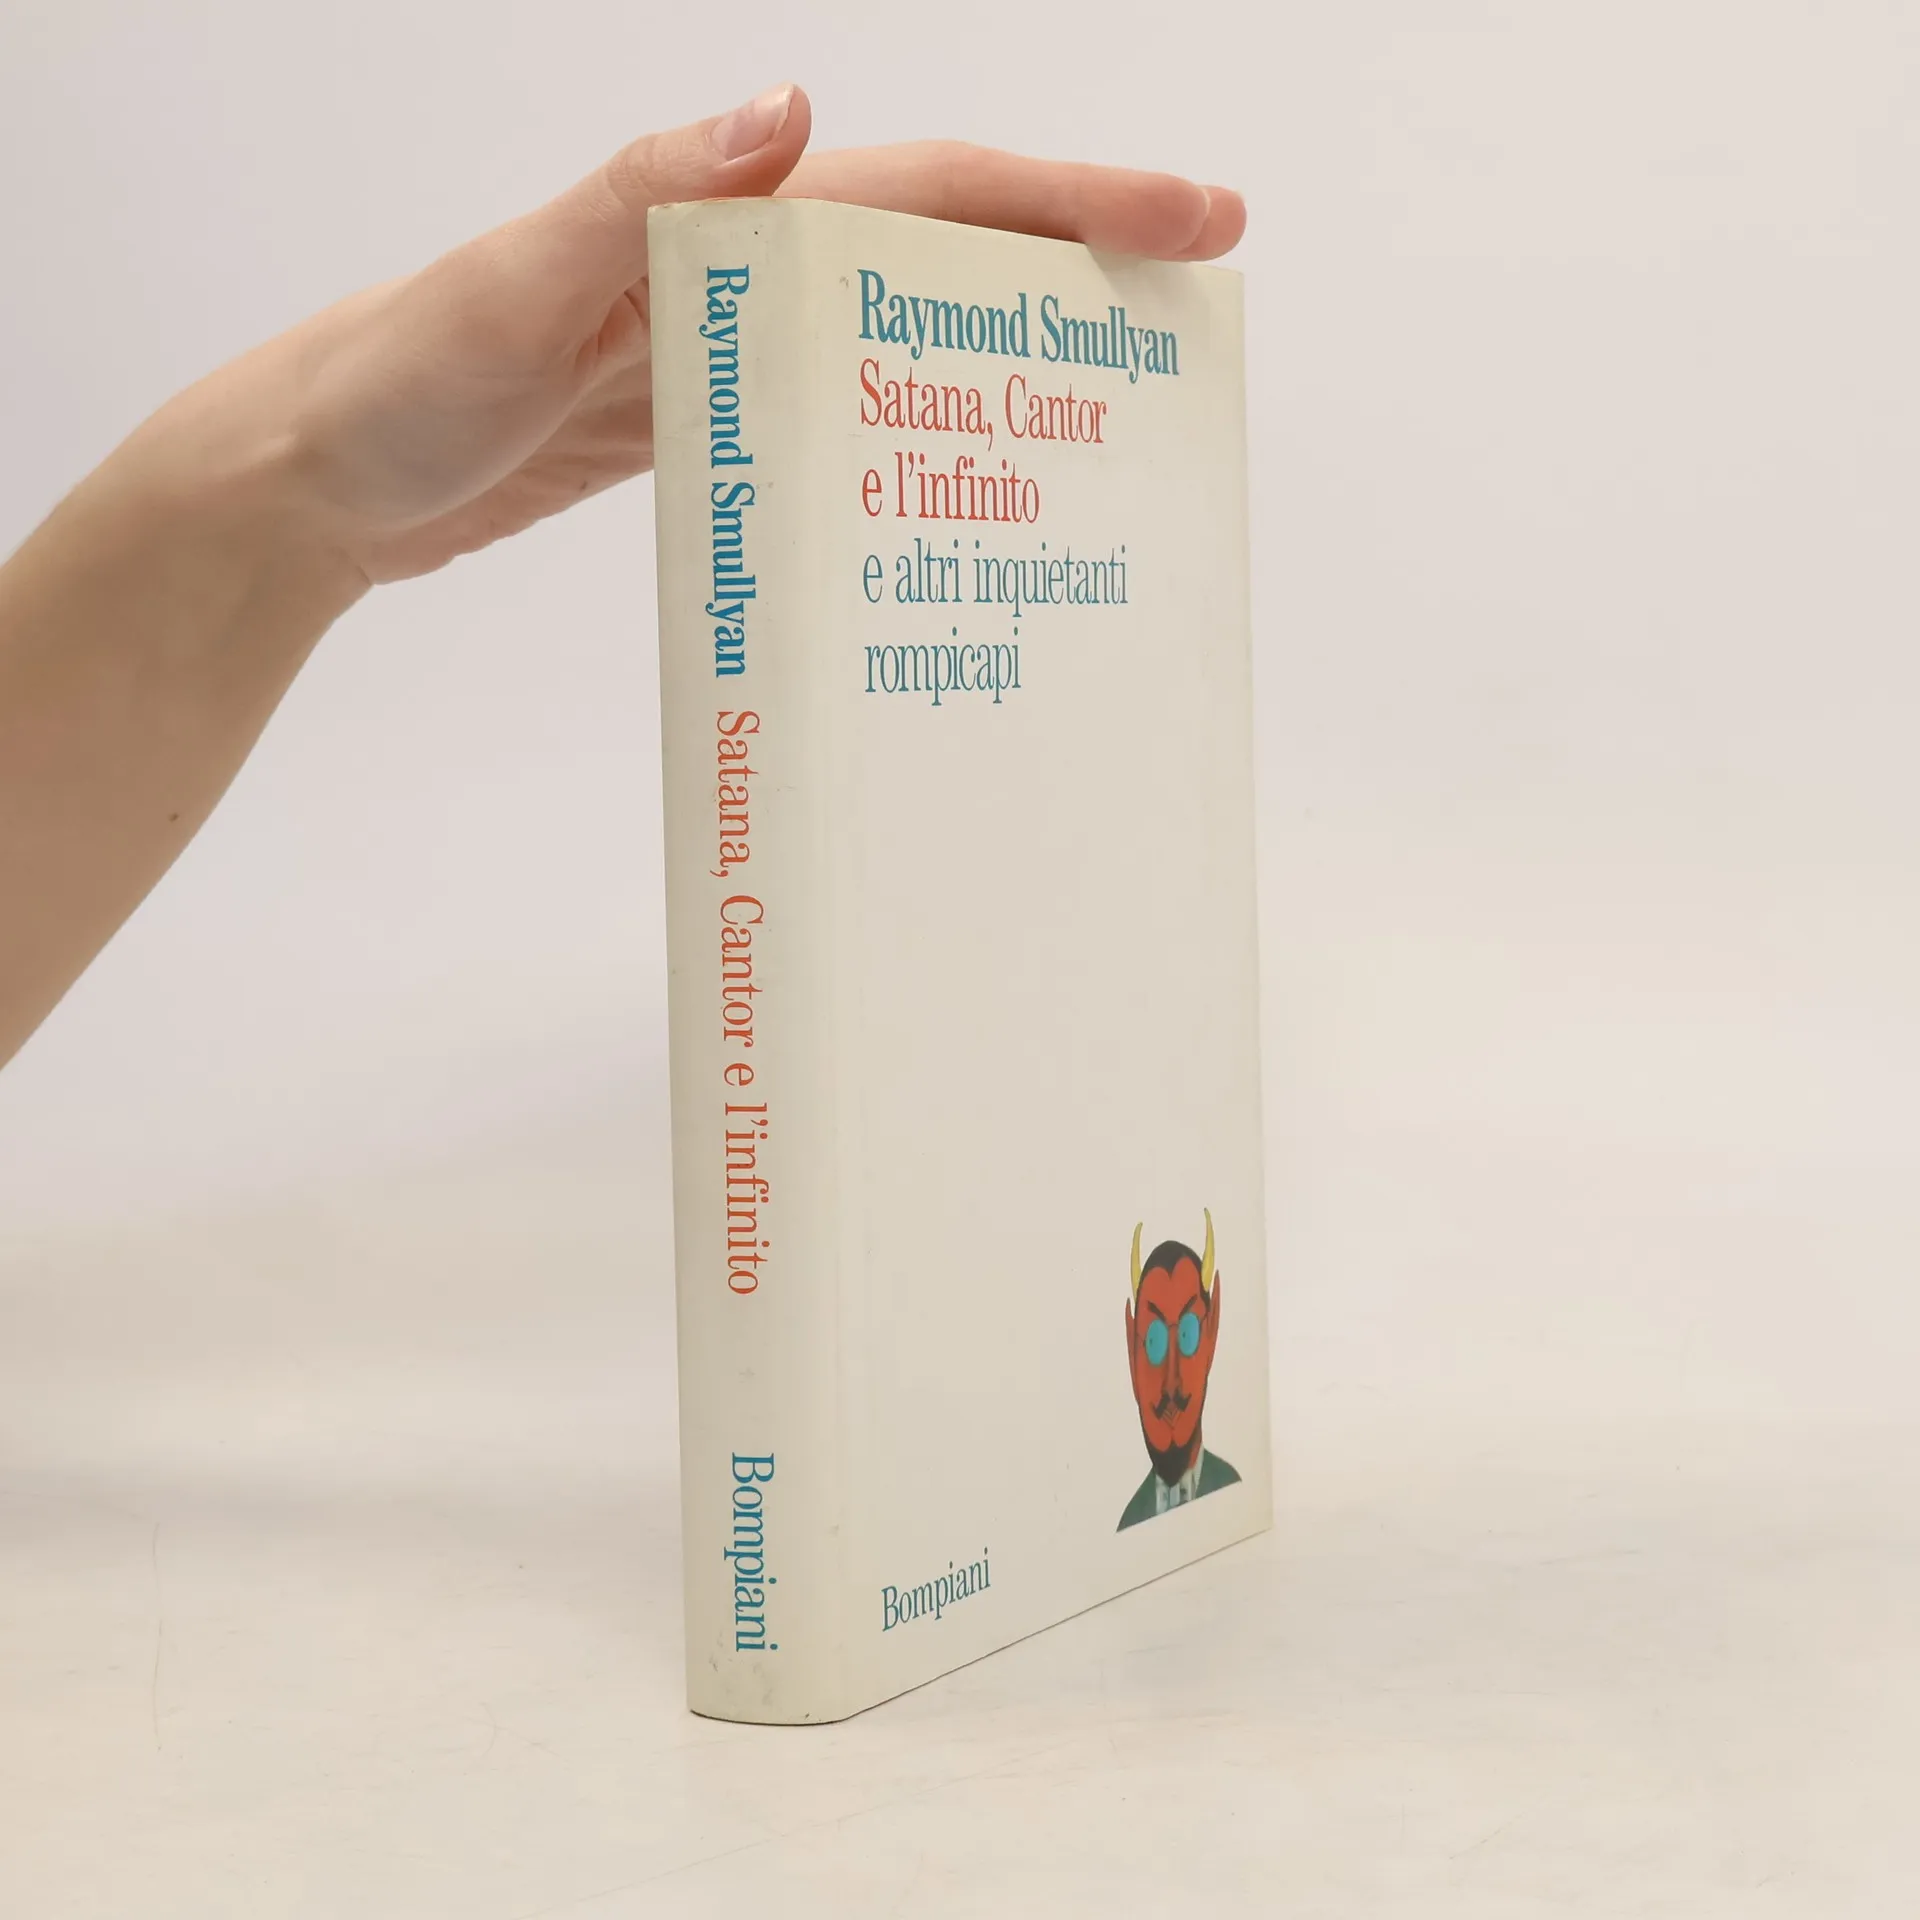 Raymond Smullyan Satana, Cantor e l'infinito Bompiani
Raymond Smullyan
Satana, Cantor
e l'infinito
e altri inquietanti
rompicapi
Bompiani